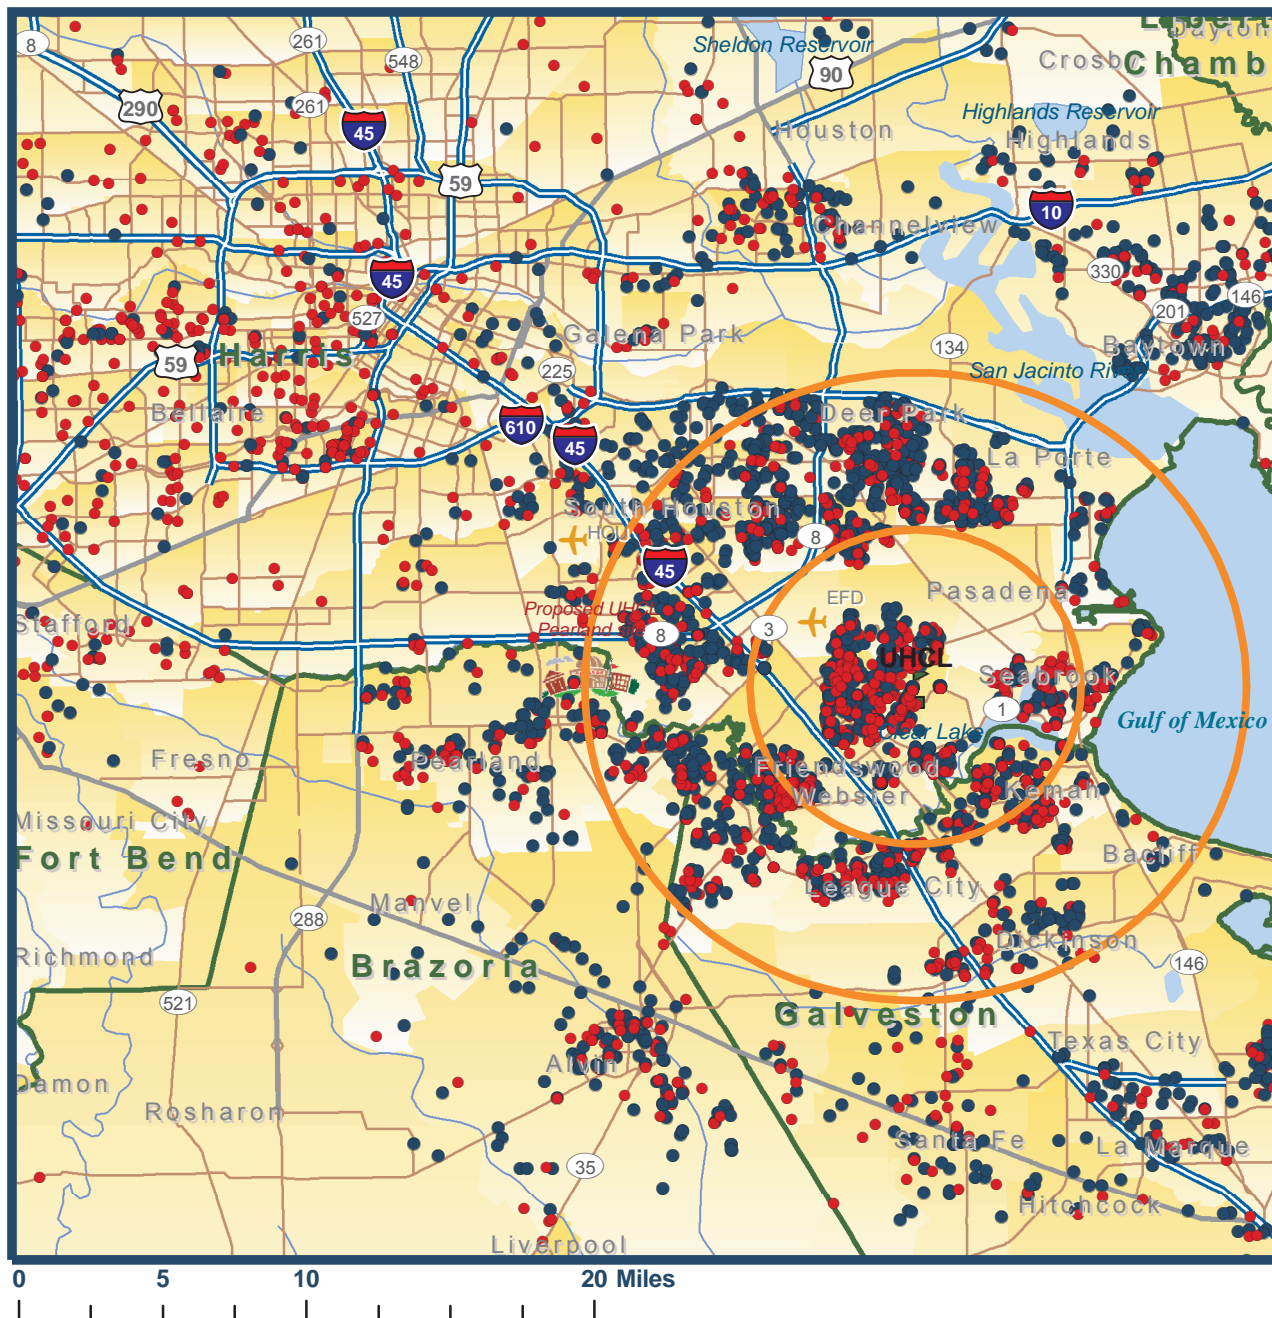 Liberty
Dayton
8
261
548
Sheldon Reservoir
90
Crosby
Chamb
290
261
45
Houston
Highlands Reservoir
Highlands
59
10
Channelview
45
330
146
201
527
Galena Park
134
Baytown
Harris
59
225
San Jacinto River
Bellaire
610
45
Deer Park
La Porte
South Houston
HOU
8
45
Pasadena
EFD
Stafford
Proposed UHCL
Pearland Site
8
3
UHCL
Seabrook
1
Gulf of Mexico
Clear Lake
Fresno
Pearland
Friendswood
Webster
Kemah
Missouri City
Fort Bend
Bacliff
League City
Manvel
288
Dickinson
Richmond
Brazoria
146
521
Galveston
Texas City
Alvin
Damon
Rosharon
Santa Fe
La Marque
35
Hitchcock
Liverpool
0 5 10 20 Miles